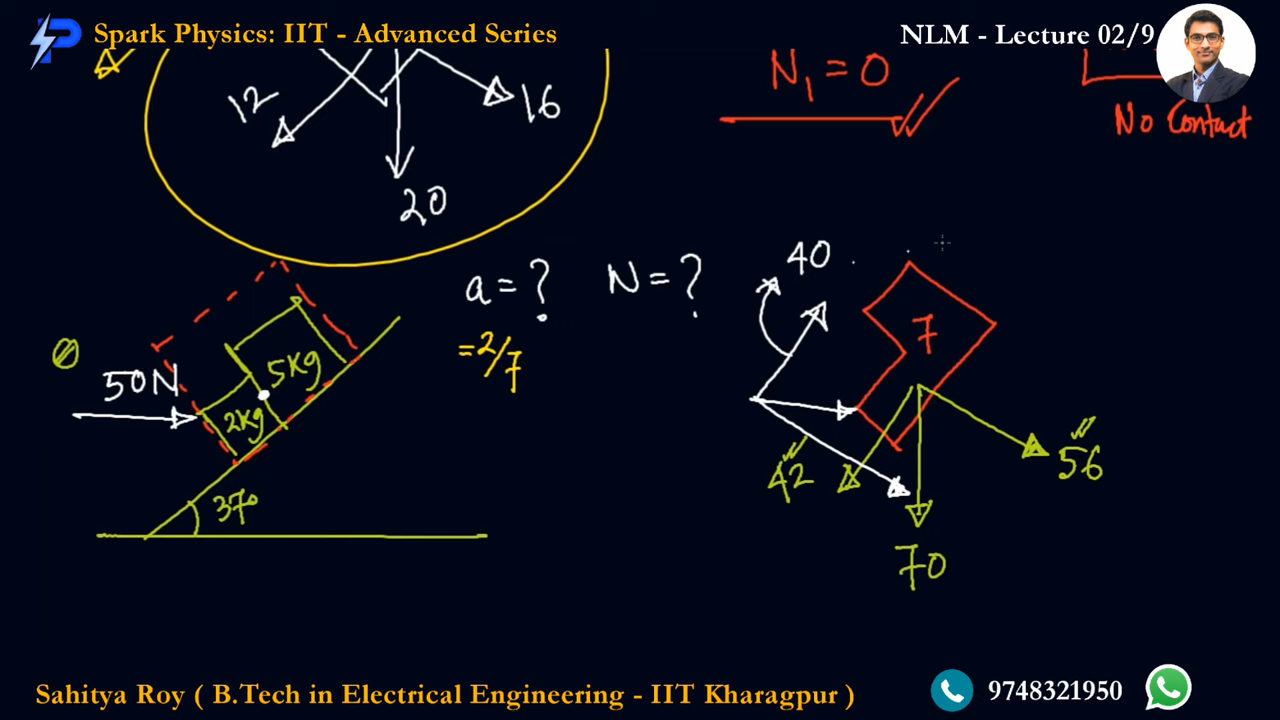 Spark Physics: IIT - Advanced Series
NLM - Lecture 02/9
12
16
20
N₁ = 0
No Contact
a = ?
N = ?
= 2/7
50N
2kg
5kg
37°
40
7
42
56
70
Sahitya Roy ( B.Tech in Electrical Engineering - IIT Kharagpur )
9748321950